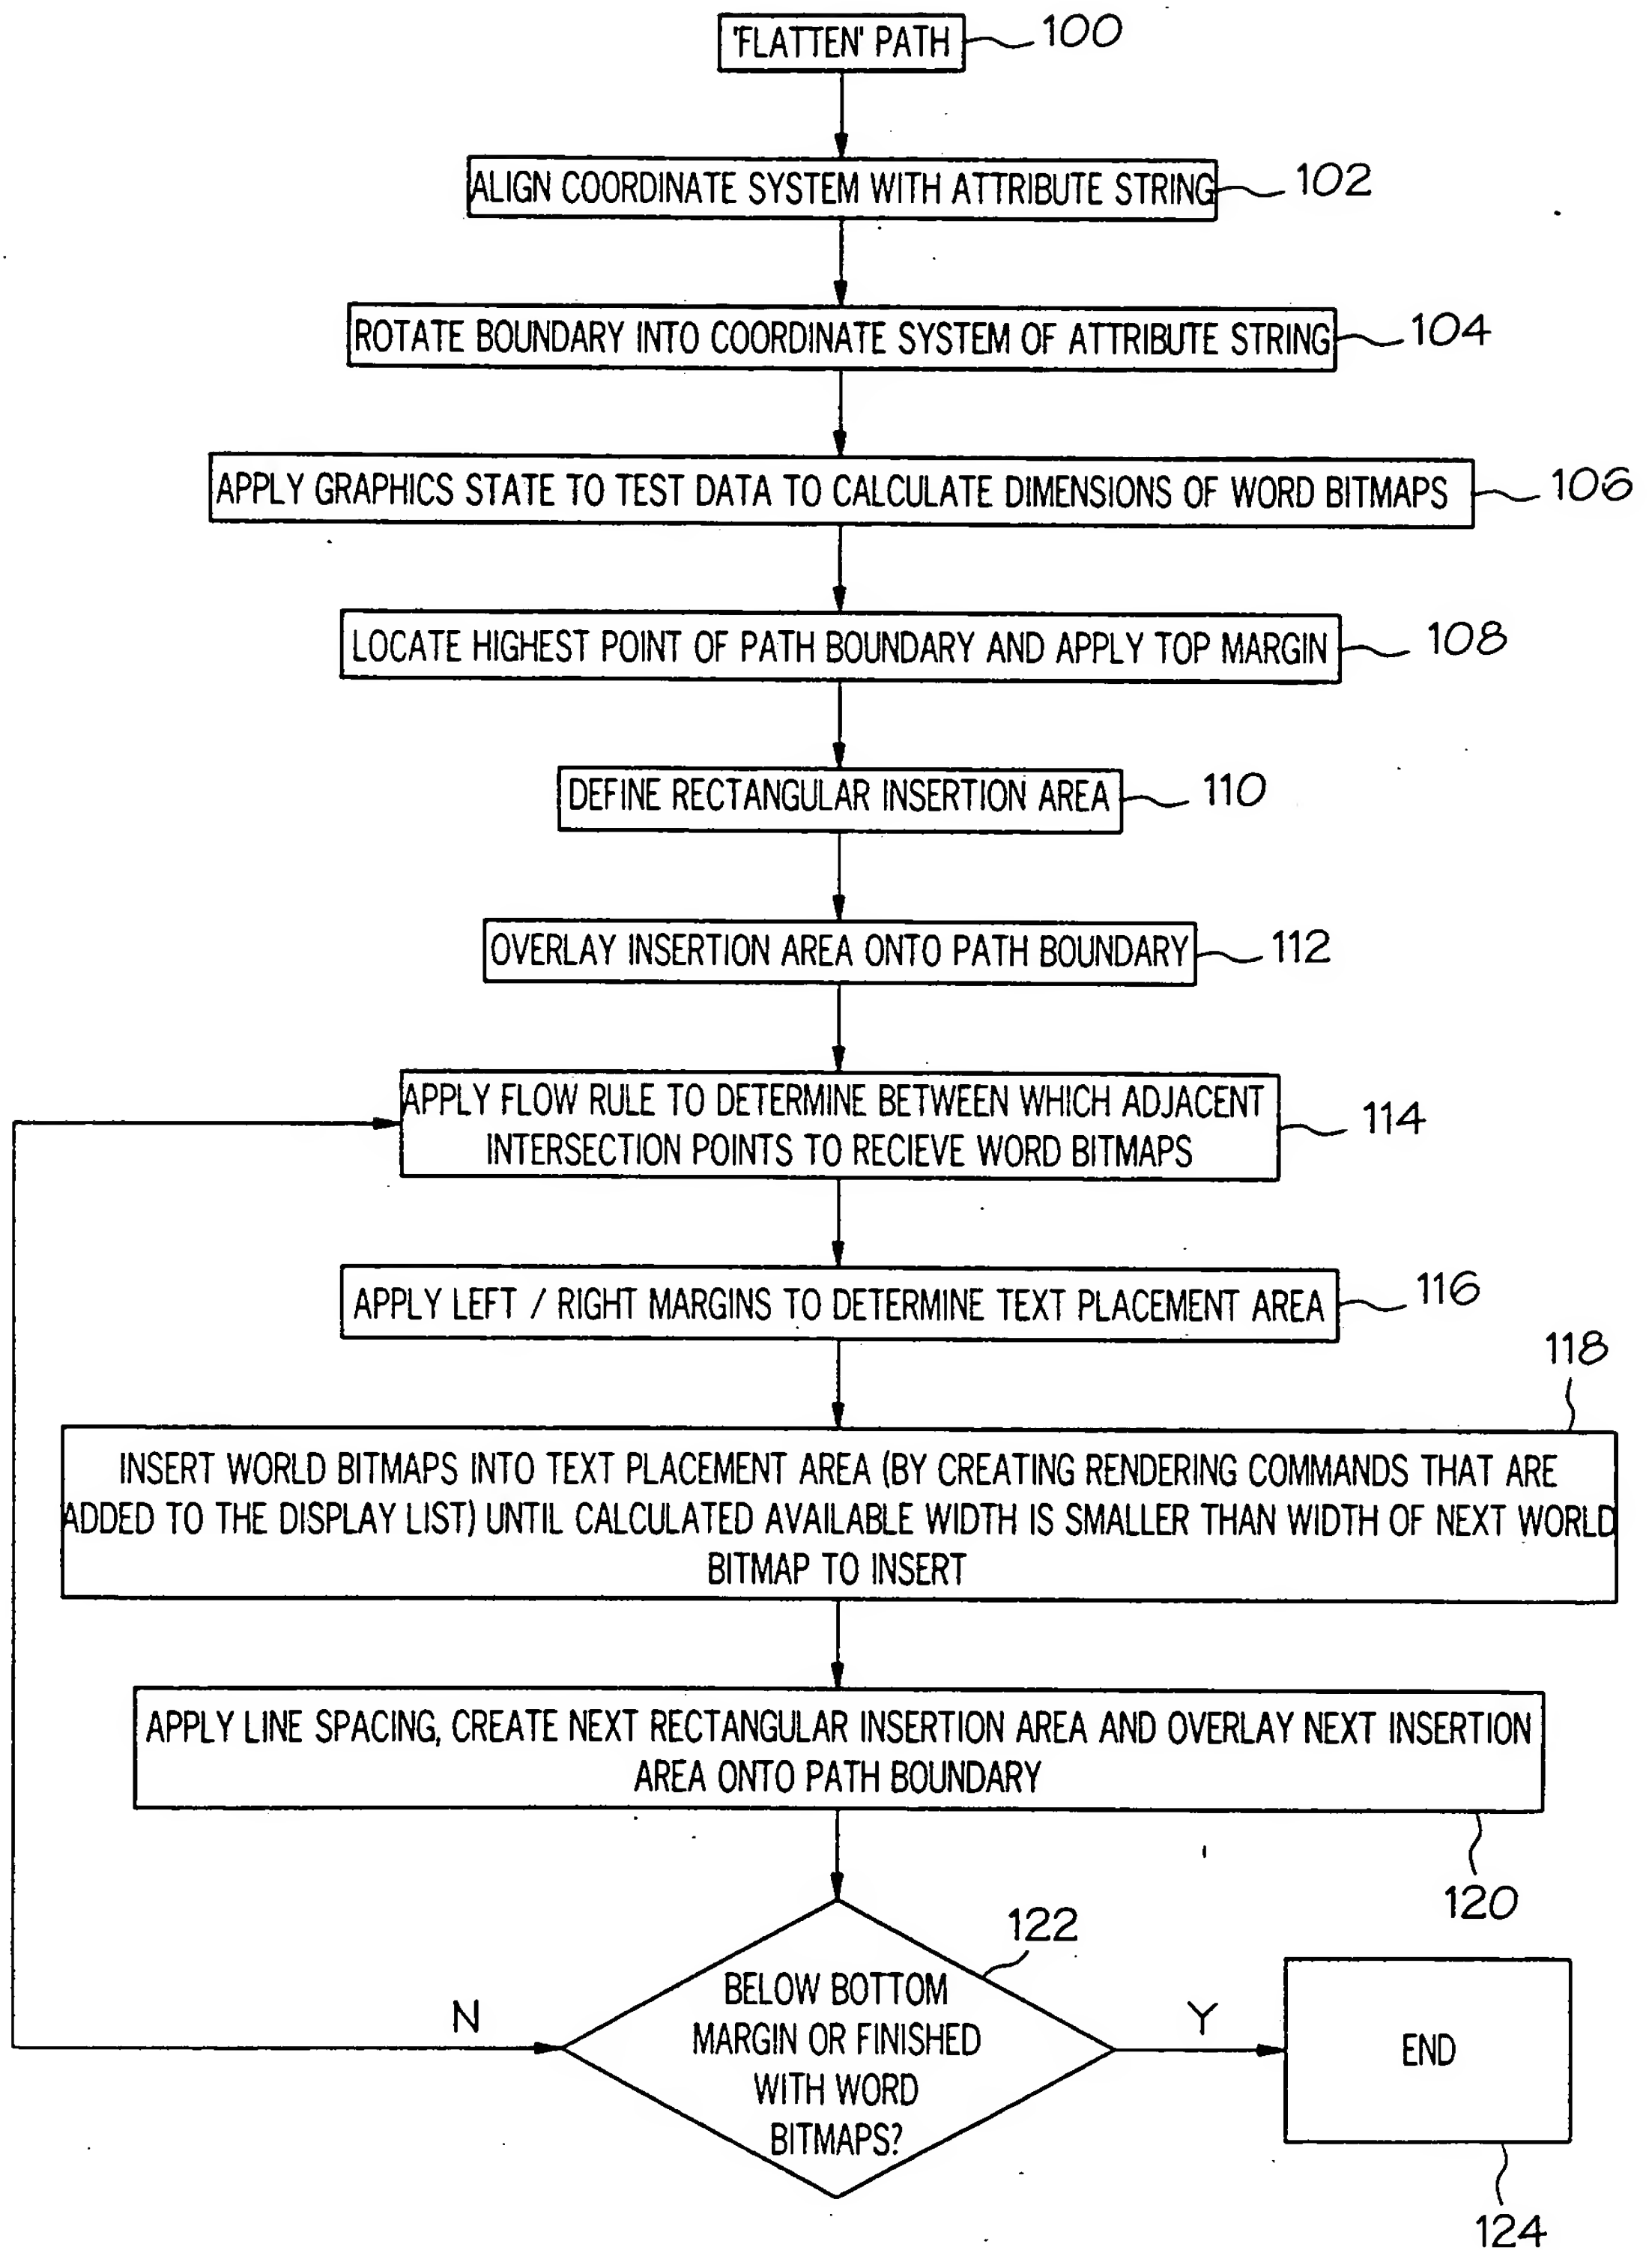 'FLATTEN' PATH
100
ALIGN COORDINATE SYSTEM WITH ATTRIBUTE STRING
102
ROTATE BOUNDARY INTO COORDINATE SYSTEM OF ATTRIBUTE STRING
104
APPLY GRAPHICS STATE TO TEST DATA TO CALCULATE DIMENSIONS OF WORD BITMAPS
106
LOCATE HIGHEST POINT OF PATH BOUNDARY AND APPLY TOP MARGIN
108
DEFINE RECTANGULAR INSERTION AREA
110
OVERLAY INSERTION AREA ONTO PATH BOUNDARY
112
APPLY FLOW RULE TO DETERMINE BETWEEN WHICH ADJACENT
INTERSECTION POINTS TO RECIEVE WORD BITMAPS
114
APPLY LEFT / RIGHT MARGINS TO DETERMINE TEXT PLACEMENT AREA
116
118
INSERT WORLD BITMAPS INTO TEXT PLACEMENT AREA (BY CREATING RENDERING COMMANDS THAT ARE
ADDED TO THE DISPLAY LIST) UNTIL CALCULATED AVAILABLE WIDTH IS SMALLER THAN WIDTH OF NEXT WORLD
BITMAP TO INSERT
APPLY LINE SPACING, CREATE NEXT RECTANGULAR INSERTION AREA AND OVERLAY NEXT INSERTION
AREA ONTO PATH BOUNDARY
120
122
BELOW BOTTOM
MARGIN OR FINISHED
WITH WORD
BITMAPS?
N
Y
END
124